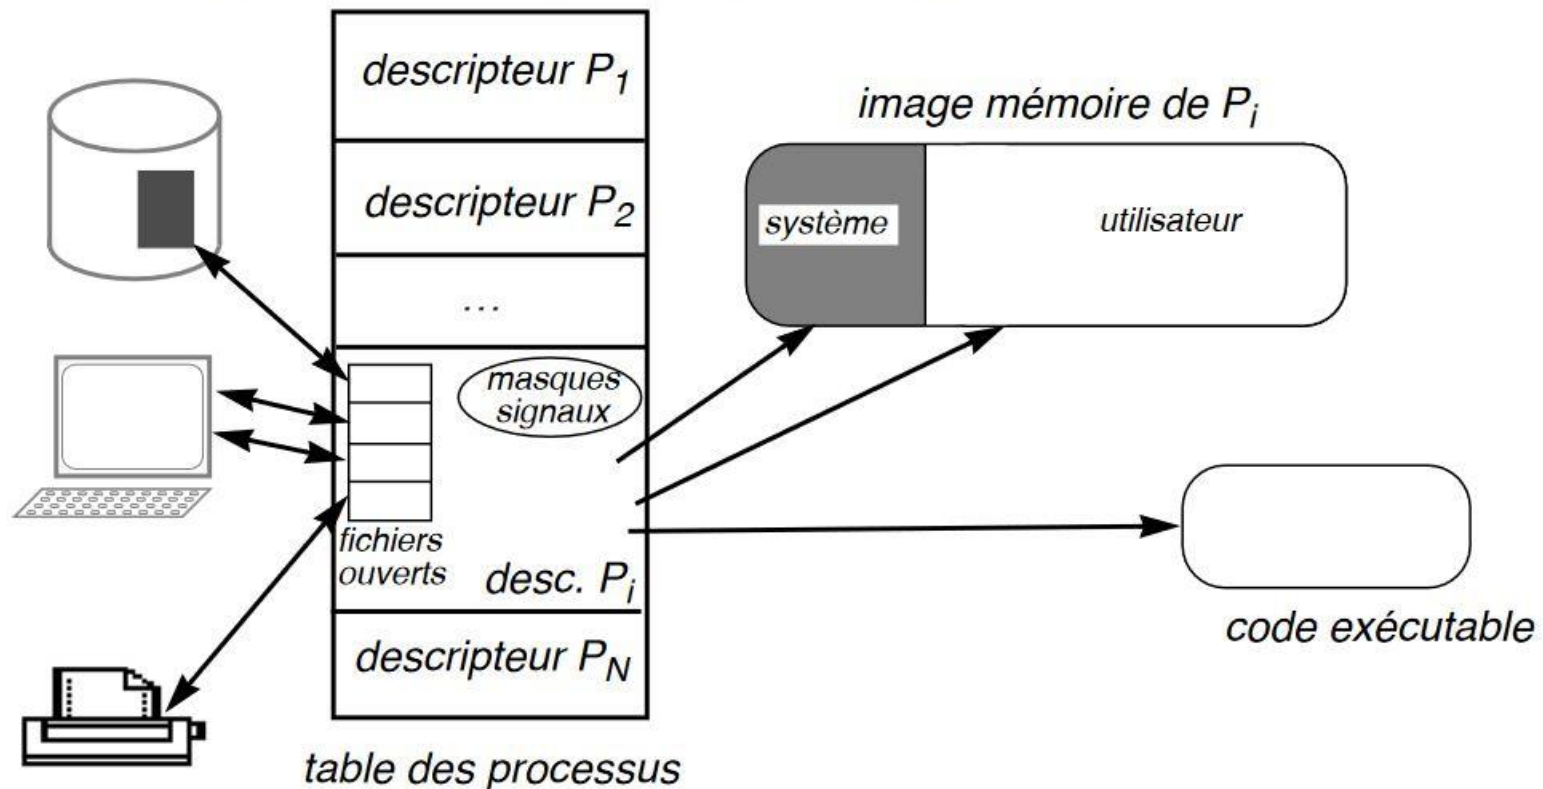 descripteur P1
descripteur P2
...
masques
signaux
fichiers
ouverts
desc. Pi
descripteur PN
table des processus
image mémoire de Pi
système
utilisateur
code exécutable